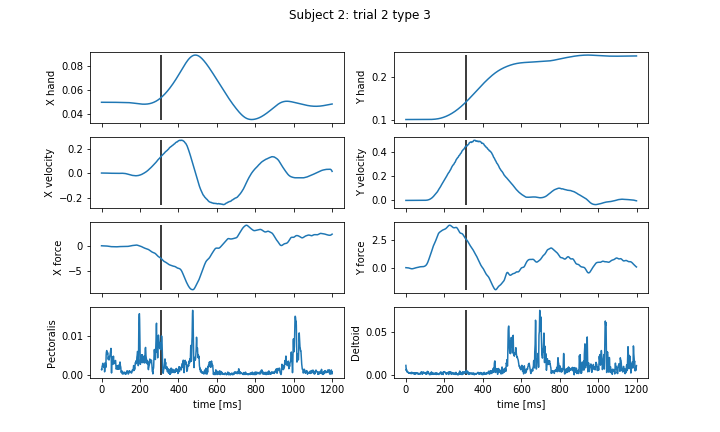 Subject 2: trial 2 type 3
X hand
0.08
0.06
0.04
Y hand
0.2
0.1
X velocity
0.2
0.0
−0.2
Y velocity
0.4
0.2
0.0
X force
0
−5
Y force
2.5
0.0
Pectoralis
0.01
0.00
0 200 400 600 800 1000 1200
time [ms]
Deltoid
0.05
0.00
0 200 400 600 800 1000 1200
time [ms]